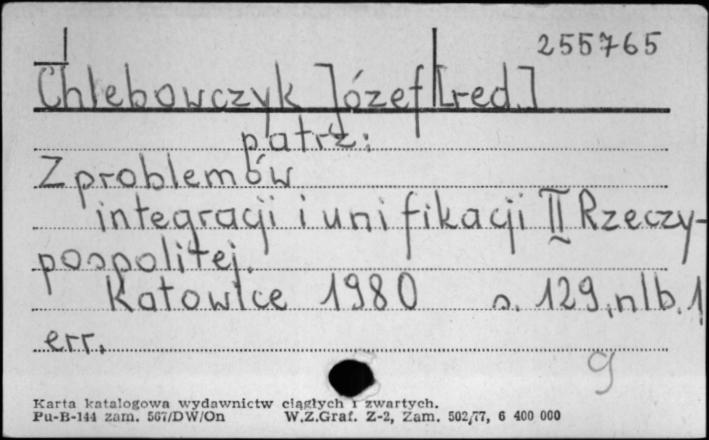 255765
Chlebowczyk Józef [red.]
patrz:
Z problemów
integracji i unifikacji II Rzeczy-
pospolitej.
Katowice 1980 s. 129, nlb. 1
err.
9
Karta katalogowa wydawnictw ciągłych i zwartych.
Pu-B-144 zam. 567/DW/On W.Z.Graf. Z-2, Zam. 502/77, 6 400 000